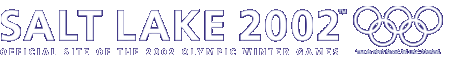 SALT LAKE 2002™
OFFICIAL SITE OF THE 2002 OLYMPIC WINTER GAMES